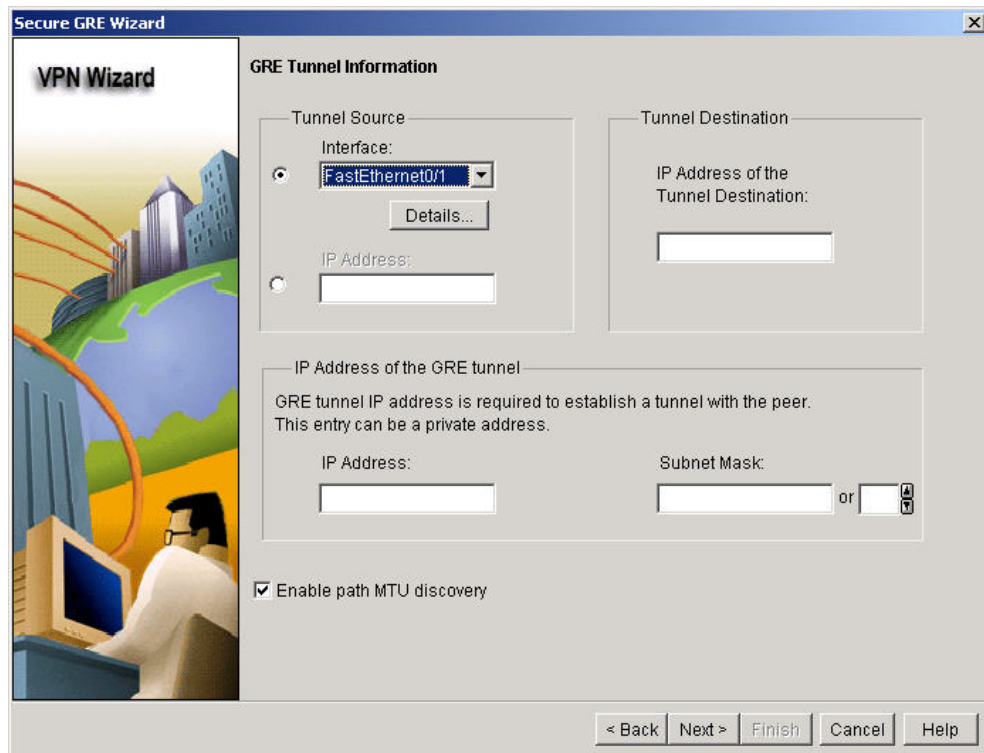 Secure GRE Wizard
VPN Wizard
GRE Tunnel Information
Tunnel Source
Interface:
FastEthernet0/1
Details...
IP Address:
Tunnel Destination
IP Address of the
Tunnel Destination:
IP Address of the GRE tunnel
GRE tunnel IP address is required to establish a tunnel with the peer.
This entry can be a private address.
IP Address:
Subnet Mask:
or
Enable path MTU discovery
< Back Next > Finish Cancel Help